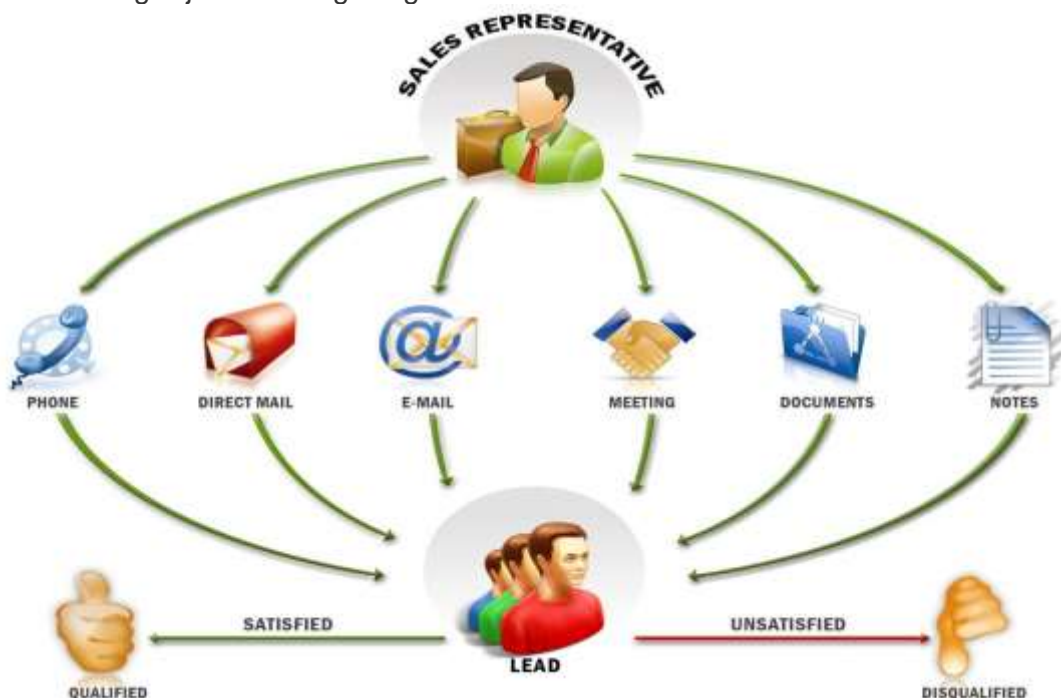 SALES REPRESENTATIVE
PHONE
DIRECT MAIL
E-MAIL
MEETING
DOCUMENTS
NOTES
SATISFIED
UNSATISFIED
LEAD
QUALIFIED
DISQUALIFIED